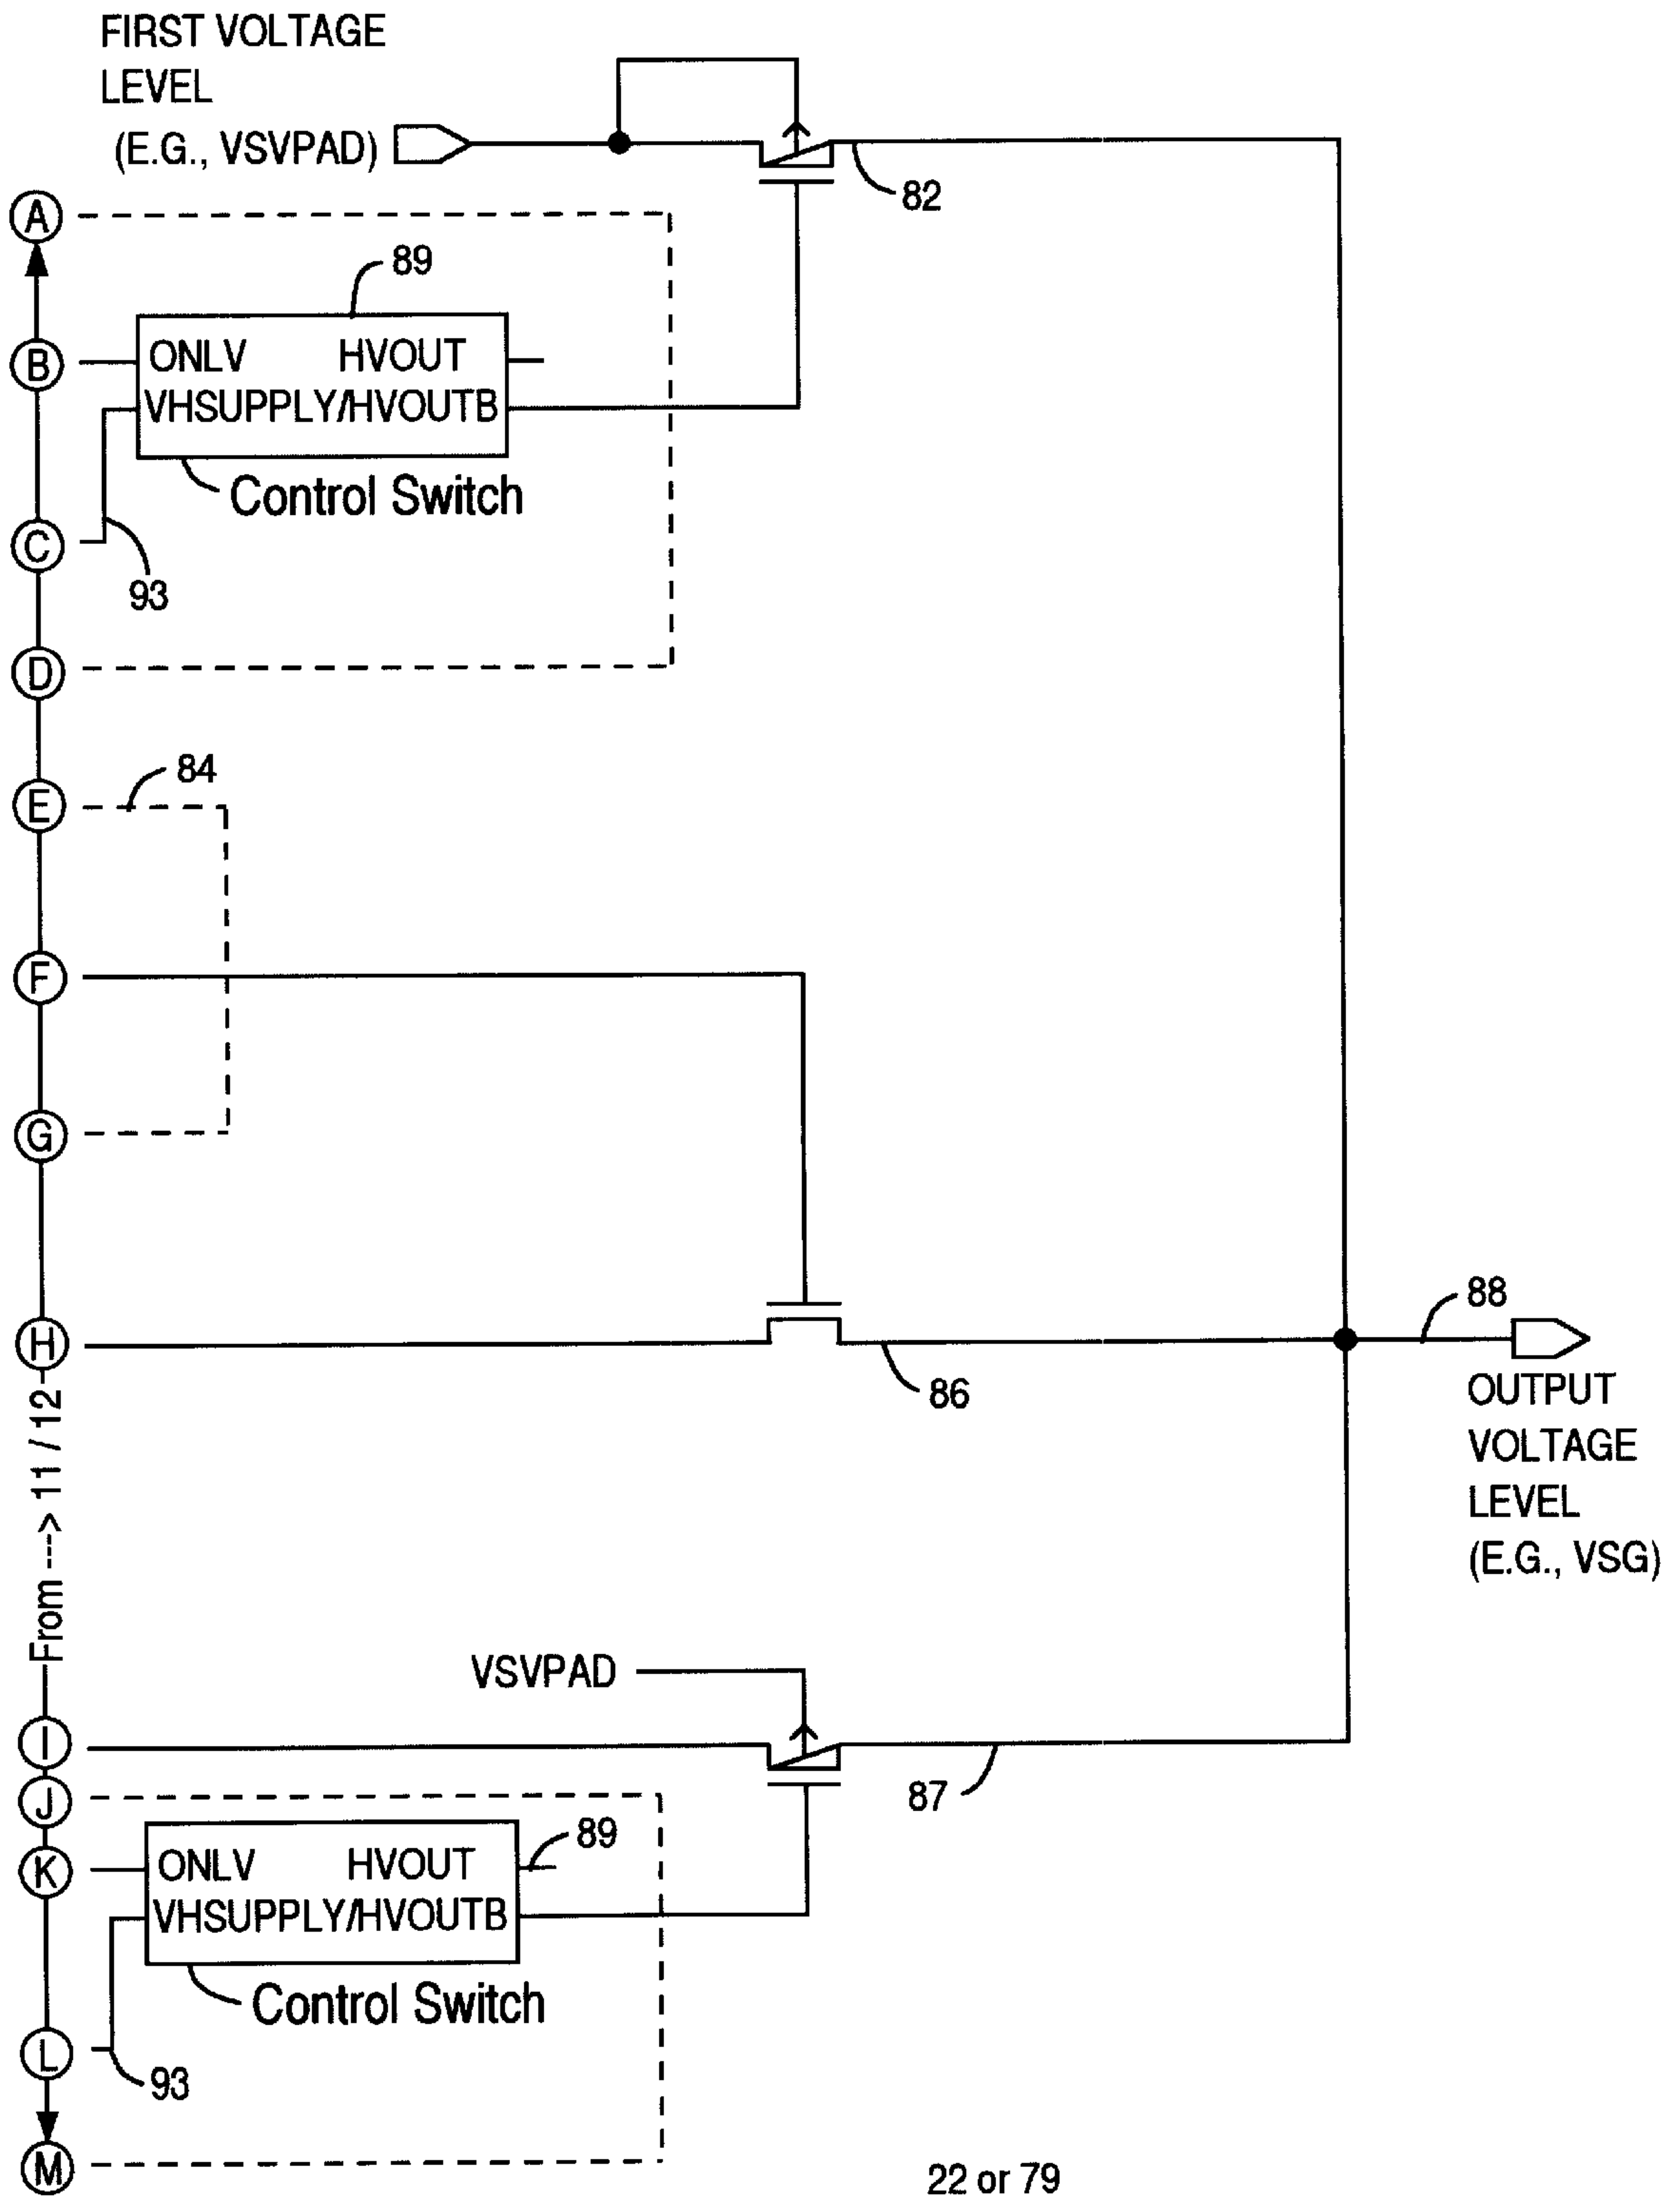 FIRST VOLTAGE
LEVEL
(E.G., VSVPAD)
82
A
89
B
ONLV HVOUT
VHSUPPLY/HVOUTB
Control Switch
C
93
D
84
E
F
G
88
H
86
OUTPUT
VOLTAGE
LEVEL
(E.G., VSG)
From ---> 11 / 12
VSVPAD
I
87
J
89
K
ONLV HVOUT
VHSUPPLY/HVOUTB
Control Switch
L
93
M
22 or 79